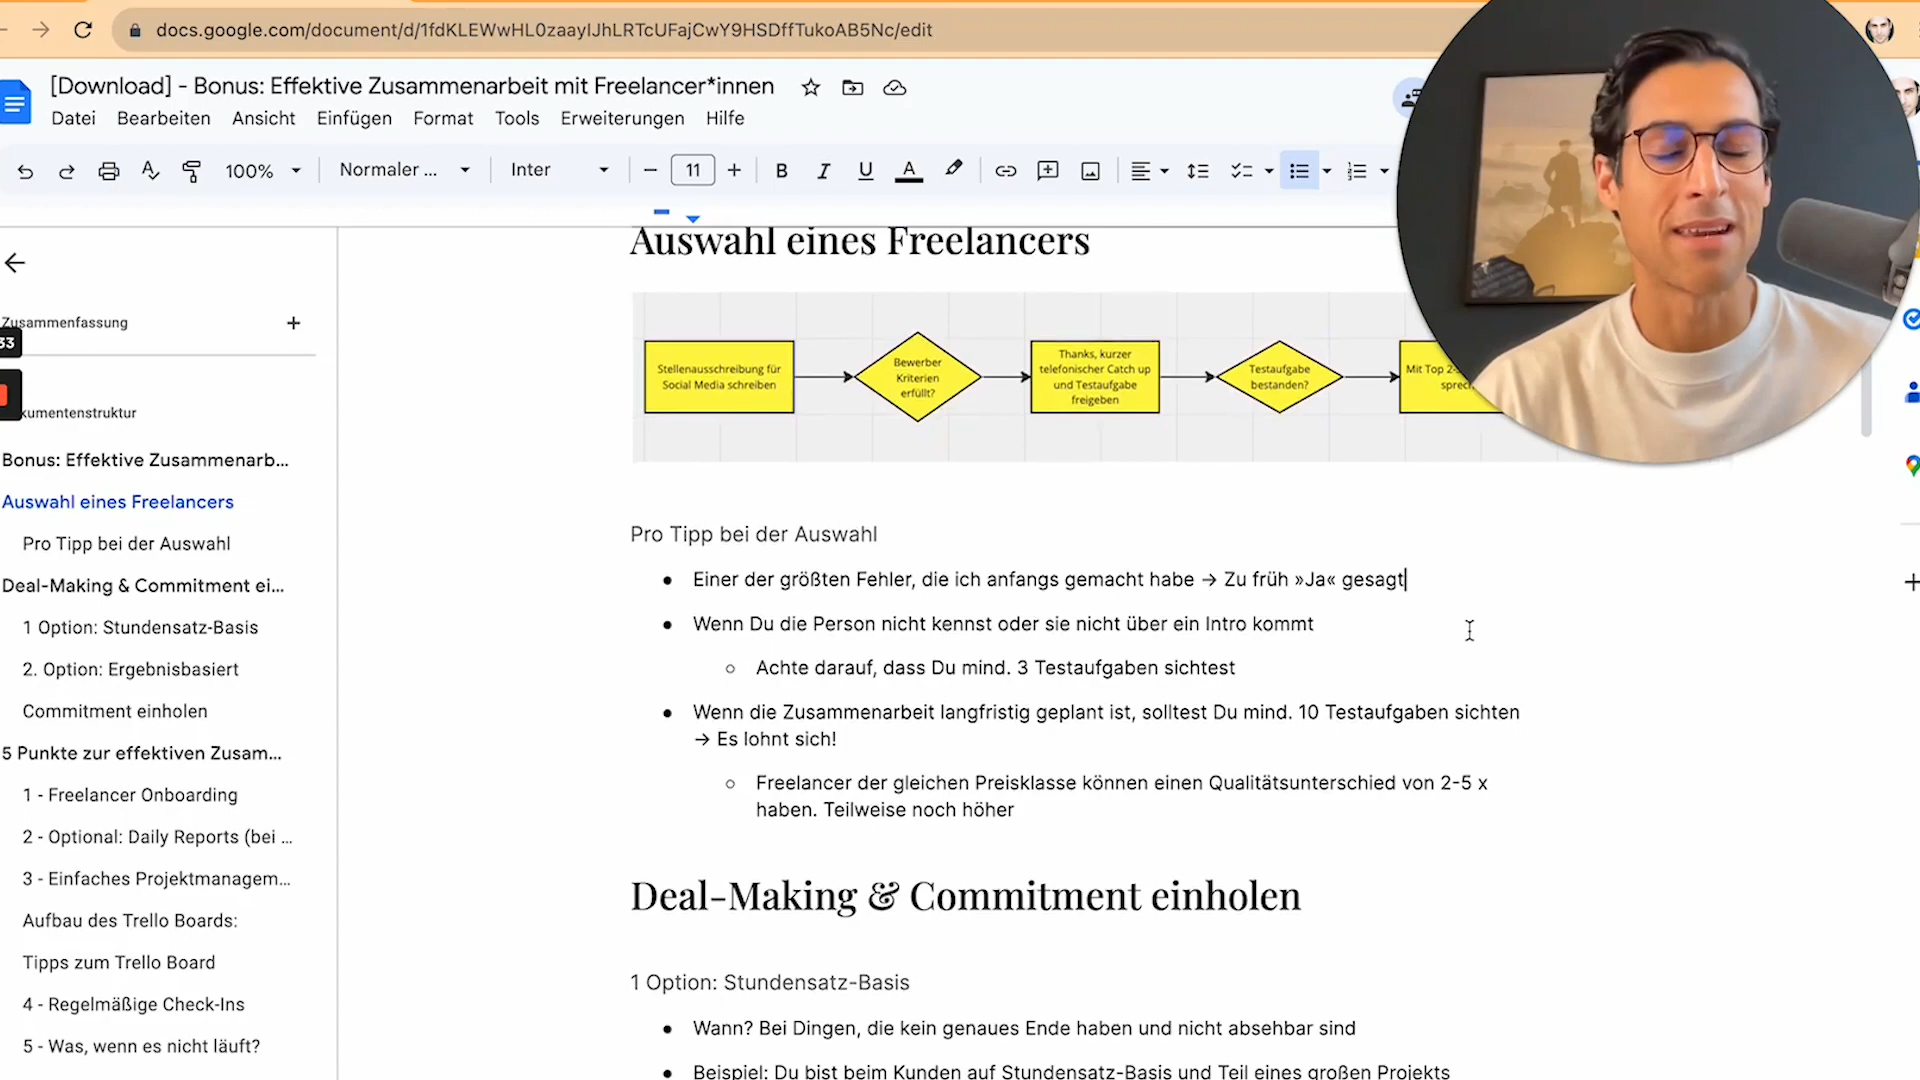 docs.google.com/document/d/1fdKLEWwHL0zaayIJhLRTcUFajCwY9HSDffTukoAB5Nc/edit
[Download] - Bonus: Effektive Zusammenarbeit mit Freelancer*innen
Datei Bearbeiten Ansicht Einfügen Format Tools Erweiterungen Hilfe
100% Normaler ... Inter 11 B I U A
Zusammenfassung
33
kumentenstruktur
Bonus: Effektive Zusammenarb...
Auswahl eines Freelancers
Pro Tipp bei der Auswahl
Deal-Making & Commitment ei...
1 Option: Stundensatz-Basis
2. Option: Ergebnisbasiert
Commitment einholen
5 Punkte zur effektiven Zusam...
1 - Freelancer Onboarding
2 - Optional: Daily Reports (bei ...
3 - Einfaches Projektmanagem...
Aufbau des Trello Boards:
Tipps zum Trello Board
4 - Regelmäßige Check-Ins
5 - Was, wenn es nicht läuft?
Auswahl eines Freelancers
Stellenausschreibung für
Social Media schreiben
Bewerber
Kriterien
erfüllt?
Thanks, kurzer
telefonischer Catch up
und Testaufgabe
freigeben
Testaufgabe
bestanden?
Mit Top 2-
Pro Tipp bei der Auswahl
• Einer der größten Fehler, die ich anfangs gemacht habe → Zu früh »Ja« gesagt
• Wenn Du die Person nicht kennst oder sie nicht über ein Intro kommt
○ Achte darauf, dass Du mind. 3 Testaufgaben sichtest
• Wenn die Zusammenarbeit langfristig geplant ist, solltest Du mind. 10 Testaufgaben sichten
→ Es lohnt sich!
○ Freelancer der gleichen Preisklasse können einen Qualitätsunterschied von 2-5 x
haben. Teilweise noch höher
Deal-Making & Commitment einholen
1 Option: Stundensatz-Basis
• Wann? Bei Dingen, die kein genaues Ende haben und nicht absehbar sind
• Beispiel: Du bist beim Kunden auf Stundensatz-Basis und Teil eines großen Projekts